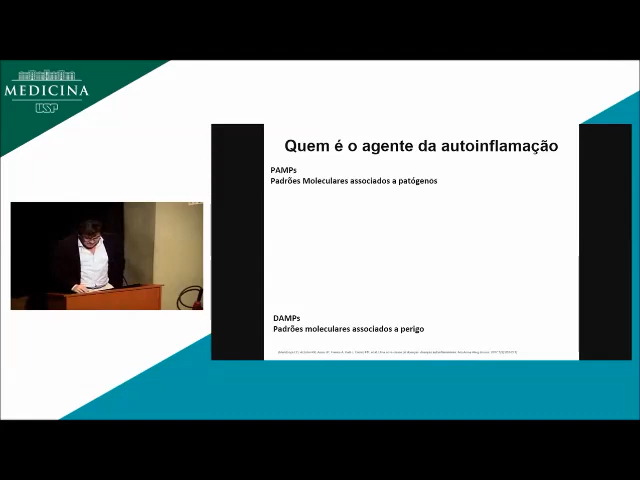 MEDICINA
USP
Quem é o agente da autoinflamação
PAMPs
Padrões Moleculares associados a patógenos
DAMPs
Padrões moleculares associados a perigo